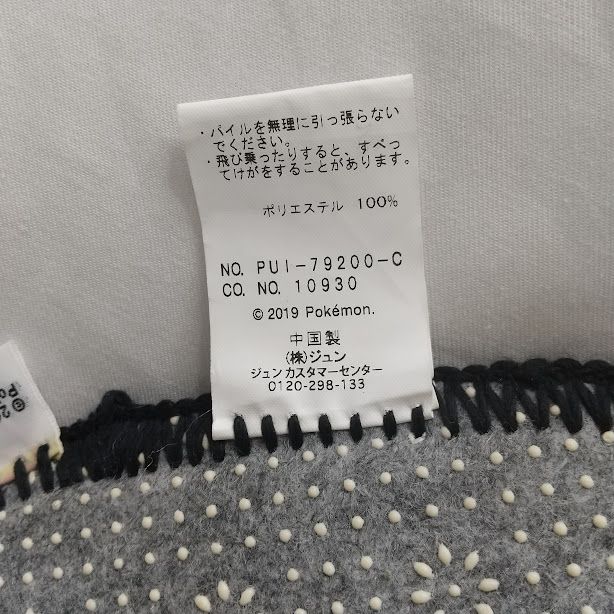 ・パイルを無理に引っ張らない
でください。
・飛び乗ったりすると、すべっ
てけがをすることがあります。
ポリエステル 100%
NO. PUI-79200-C
CO. NO. 10930
© 2019 Pokémon.
中国製
(株)ジュン
ジュン カスタマーセンター
0120-298-133
© 2
Po